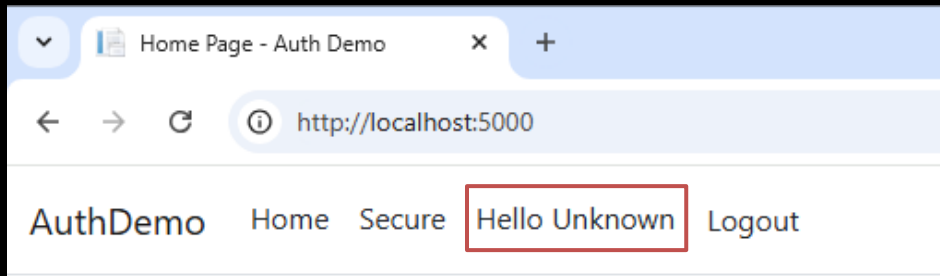 Home Page - Auth Demo
http://localhost:5000
AuthDemo Home Secure Hello Unknown Logout